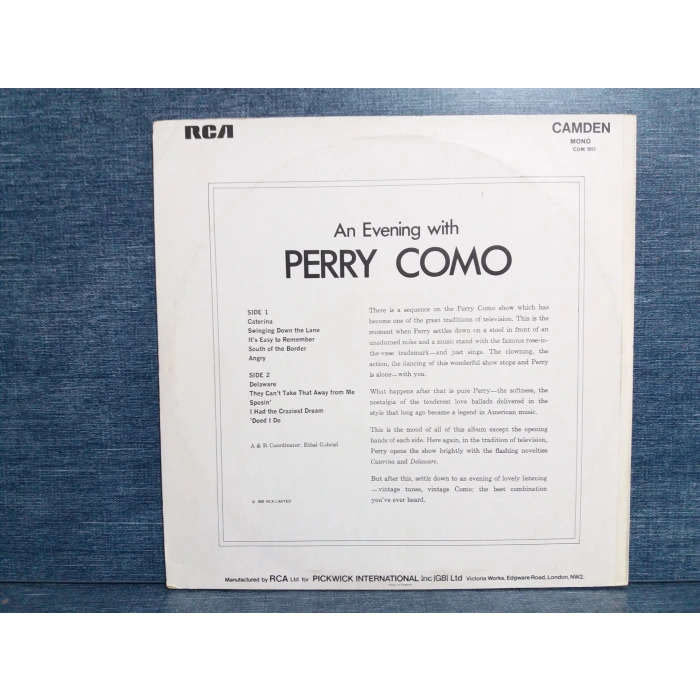 RCA
CAMDEN
MONO
CDM 1052
An Evening with
PERRY COMO
SIDE 1
Caterina
Swinging Down the Lane
It's Easy to Remember
South of the Border
Angry
SIDE 2
Delaware
They Can't Take That Away from Me
Sposin'
I Had the Craziest Dream
'Deed I Do
A & R Coordinator: Ethel Gabriel
There is a sequence on the Perry Como show which has
become one of the great traditions of television. This is the
moment when Perry settles down on a stool in front of an
unadorned mike and a music stand with the famous rose-in-
the-vase trademark—and just sings. The clowning, the
action, the dancing of this wonderful show stops and Perry
is alone—with you.
What happens after that is pure Perry—the softness, the
nostalgia of the tenderest love ballads delivered in the
style that long ago became a legend in American music.
This is the mood of all of this album except the opening
bands of each side. Here again, in the tradition of television,
Perry opens the show brightly with the flashing novelties
Caterina and Delaware.
But after this, settle down to an evening of lovely listening
—vintage tunes, vintage Como: the best combination
you've ever heard.
RCA LIMITED
Manufactured by RCA Ltd for PICKWICK INTERNATIONAL inc (GB) Ltd Victoria Works, Edgware Road, London, NW2.